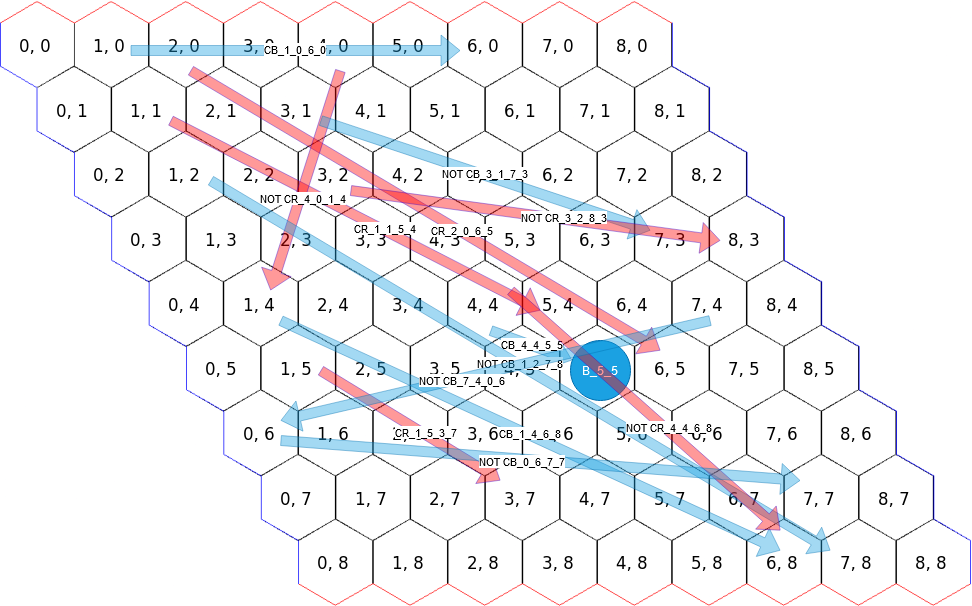 0, 0 1, 0 2, 0 3, 0 4, 0 5, 0 6, 0 7, 0 8, 0
CB_1_0_6_0
0, 1 1, 1 2, 1 3, 1 4, 1 5, 1 6, 1 7, 1 8, 1
0, 2 1, 2 2, 2 3, 2 4, 2 6, 2 7, 2 8, 2
NOT CB_3_1_7_3
NOT CR_4_0_1_4
NOT CR_3_2_8_3
CR_1_1_5_4 CR_2_0_6_5
0, 3 1, 3 2, 3 3, 3 4, 3 5, 3 6, 3 7, 3 8, 3
0, 4 1, 4 2, 4 3, 4 4, 4 5, 4 6, 4 7, 4 8, 4
CB_4_4_5_5
NOT CB_1_2_7_8
0, 5 1, 5 2, 5 3, 5 4, 5 B_5_5 6, 5 7, 5 8, 5
NOT CB_7_4_0_6
NOT CR_4_4_6_8
0, 6 1, 6 CR_1_5_3_7 3, 6 CB_1_4_6_8 6 5, 6 6, 6 7, 6 8, 6
NOT CB_0_6_7_7
0, 7 1, 7 2, 7 3, 7 4, 7 5, 7 6, 7 7, 7 8, 7
0, 8 1, 8 2, 8 3, 8 4, 8 5, 8 6, 8 7, 8 8, 8